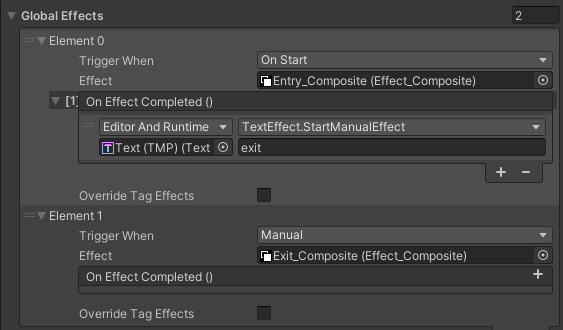 Global Effects 2
Element 0
Trigger When On Start
Effect Entry_Composite (Effect_Composite)
[1] On Effect Completed ()
Editor And Runtime TextEffect.StartManualEffect
Text (TMP) (Text exit
+ −
Override Tag Effects
Element 1
Trigger When Manual
Effect Exit_Composite (Effect_Composite)
On Effect Completed () +
Override Tag Effects